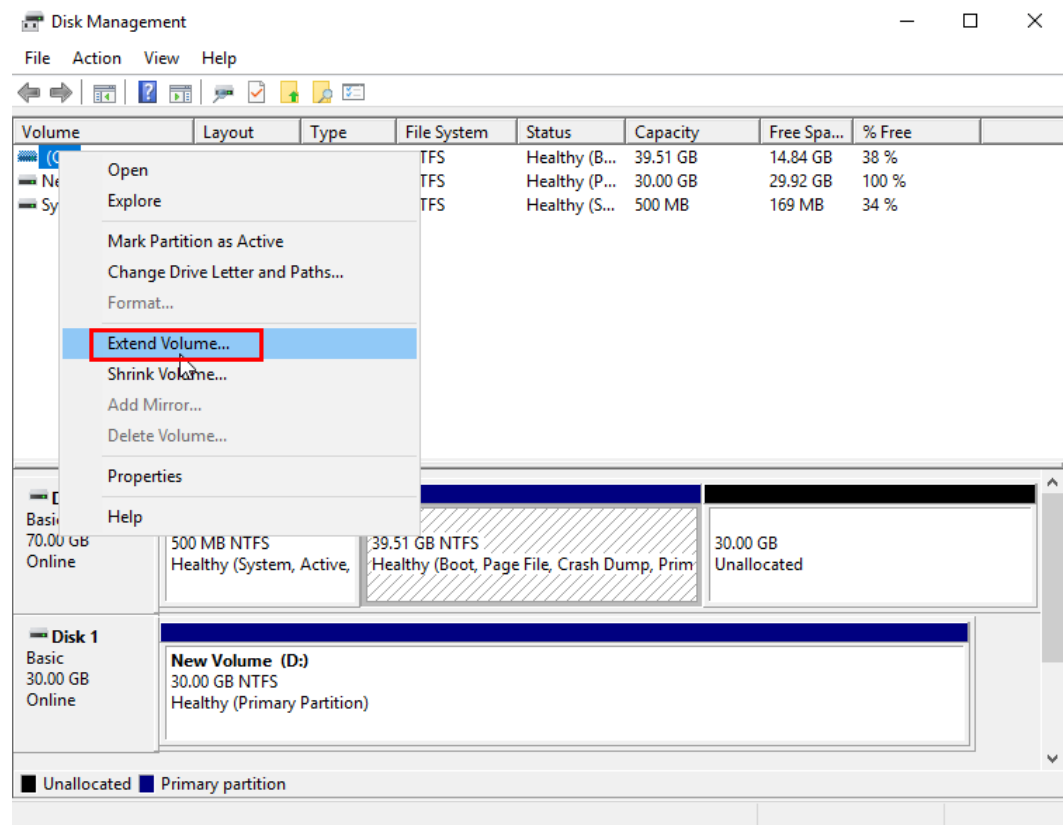 Disk Management
File Action View Help
Volume Layout Type File System Status Capacity Free Spa... % Free
(C TFS Healthy (B... 39.51 GB 14.84 GB 38 %
Ne TFS Healthy (P... 30.00 GB 29.92 GB 100 %
Sy TFS Healthy (S... 500 MB 169 MB 34 %
Open
Explore
Mark Partition as Active
Change Drive Letter and Paths...
Format...
Extend Volume...
Shrink Volume...
Add Mirror...
Delete Volume...
Properties
Help
Basi
70.00 GB
Online
500 MB NTFS
Healthy (System, Active,
39.51 GB NTFS
Healthy (Boot, Page File, Crash Dump, Prim
30.00 GB
Unallocated
Disk 1
Basic
30.00 GB
Online
New Volume (D:)
30.00 GB NTFS
Healthy (Primary Partition)
Unallocated Primary partition